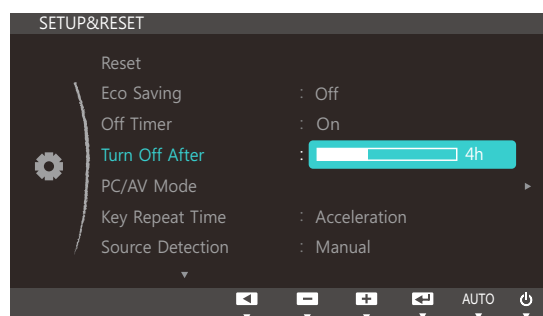 SETUP&RESET
Reset
Eco Saving : Off
Off Timer : On
Turn Off After : 4h
PC/AV Mode
Key Repeat Time : Acceleration
Source Detection : Manual
AUTO